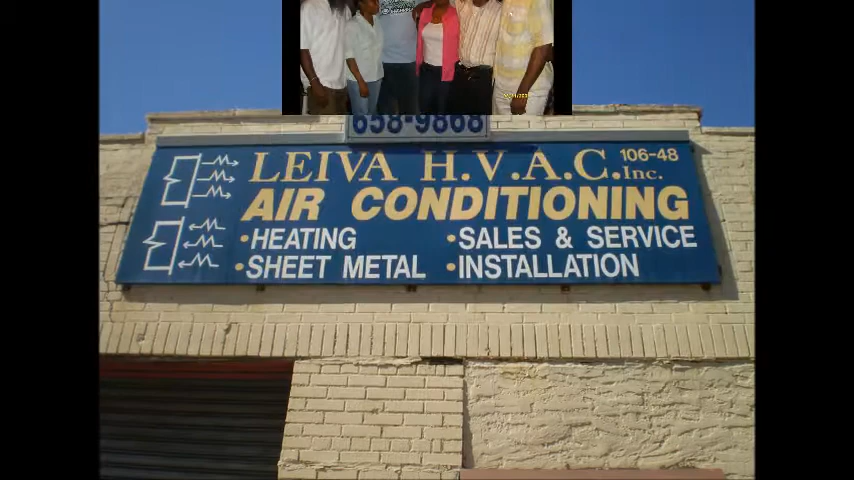 658-9868
LEIVA H.V.A.C. Inc. 106-48
AIR CONDITIONING
•HEATING •SALES & SERVICE
•SHEET METAL •INSTALLATION